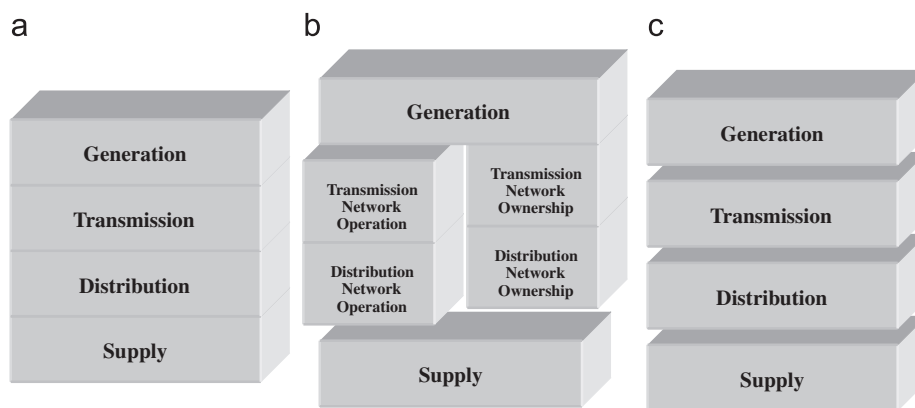 a
Generation
Transmission
Distribution
Supply
b
Generation
Transmission
Network
Operation
Distribution
Network
Operation
Transmission
Network
Ownership
Distribution
Network
Ownership
Supply
c
Generation
Transmission
Distribution
Supply